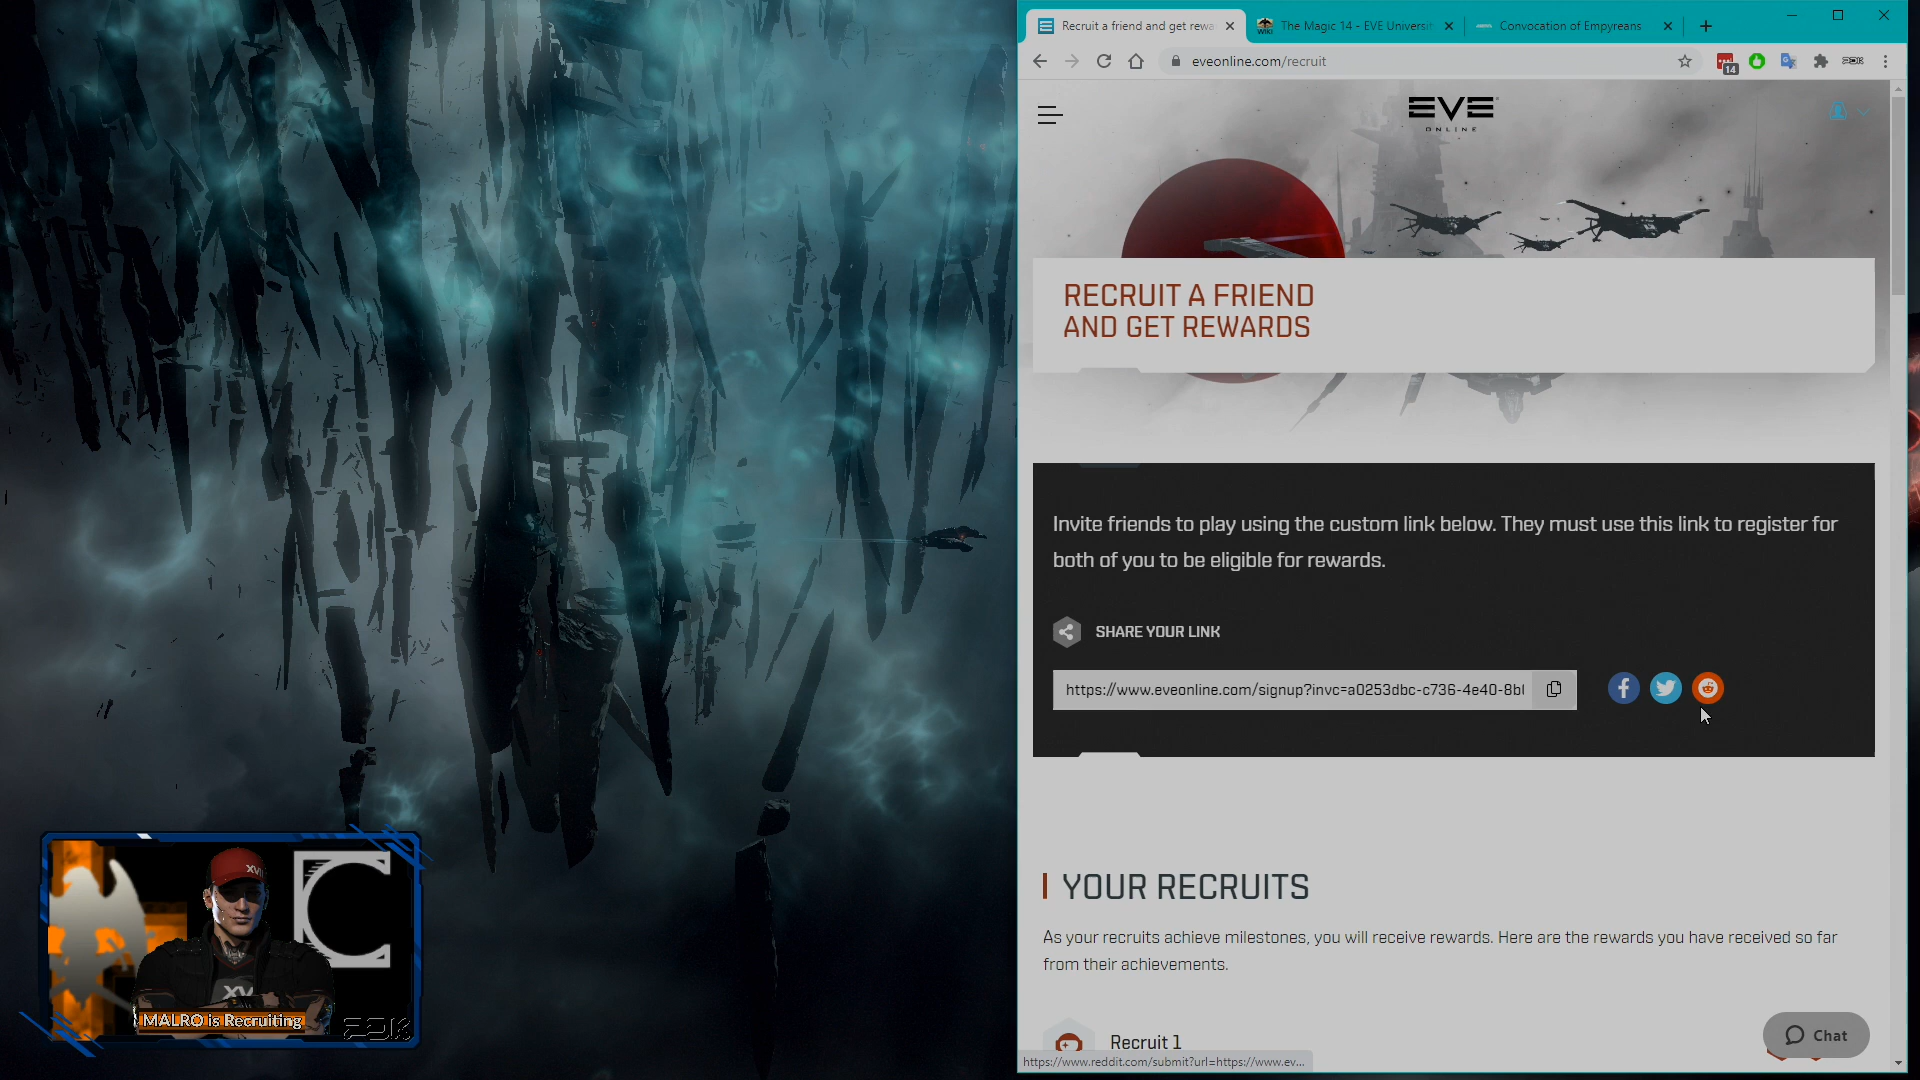 Recruit a friend and get rewa
The Magic 14 - EVE Universit
Convocation of Empyreans
eveonline.com/recruit
14
EVE
ONLINE
RECRUIT A FRIEND
AND GET REWARDS
Invite friends to play using the custom link below. They must use this link to register for
both of you to be eligible for rewards.
SHARE YOUR LINK
https://www.eveonline.com/signup?invc=a0253dbc-c736-4e40-8bl
YOUR RECRUITS
As your recruits achieve milestones, you will receive rewards. Here are the rewards you have received so far
from their achievements.
Recruit 1
Chat
https://www.reddit.com/submit?url=https://www.ev...
MALRO is Recruiting